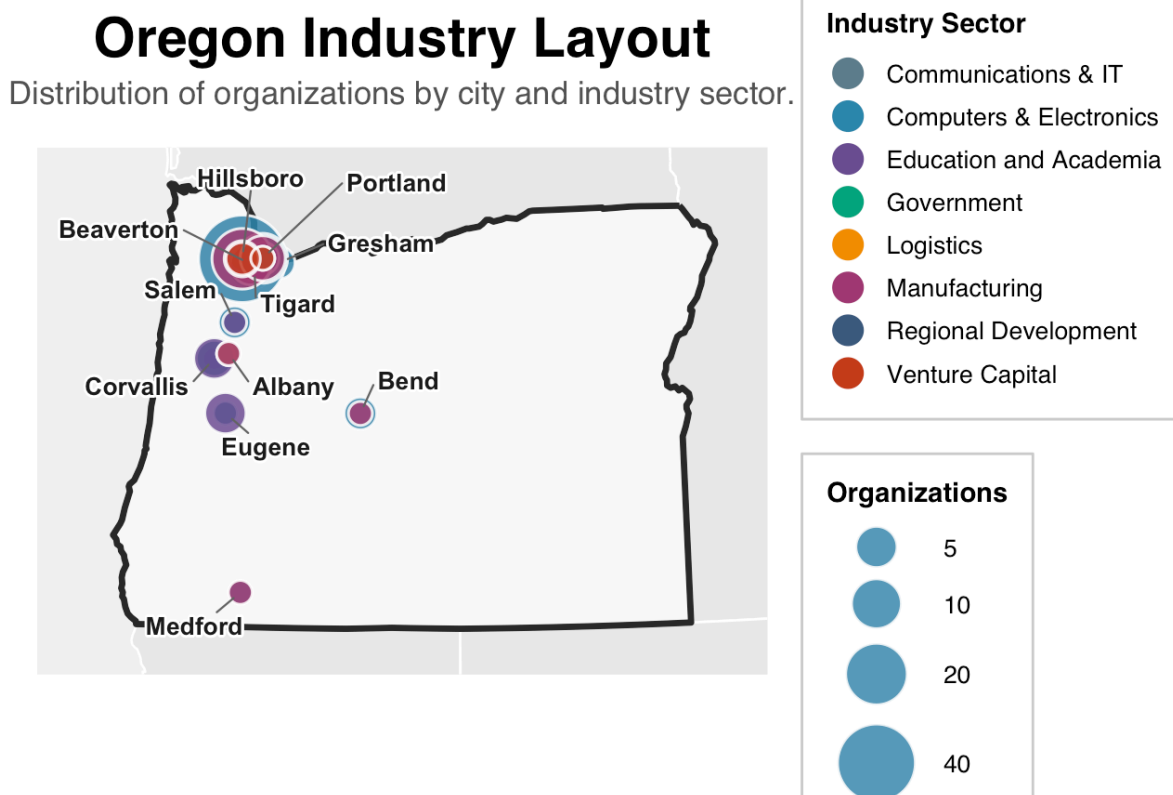 Oregon Industry Layout
Distribution of organizations by city and industry sector.
Hillsboro
Portland
Beaverton
Gresham
Salem
Tigard
Corvallis
Albany
Bend
Eugene
Medford
Industry Sector
Communications & IT
Computers & Electronics
Education and Academia
Government
Logistics
Manufacturing
Regional Development
Venture Capital
Organizations
5
10
20
40